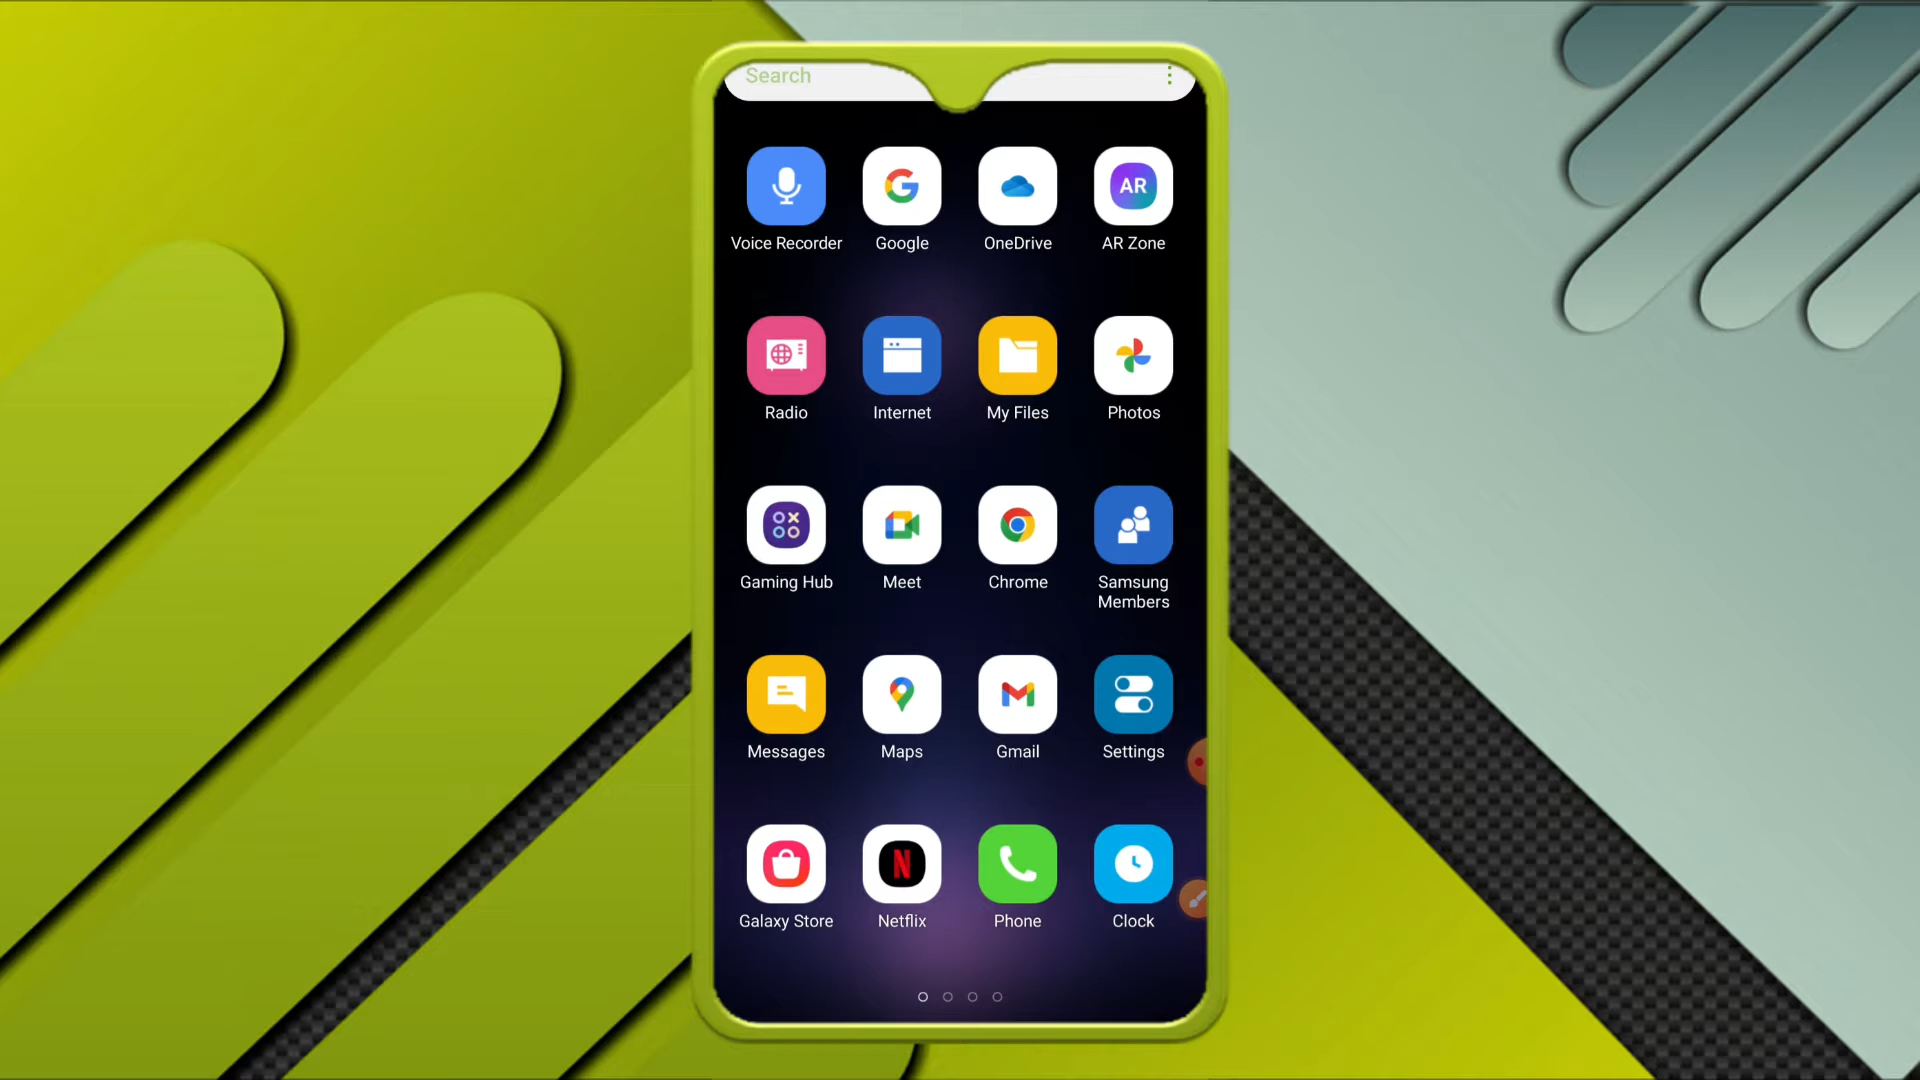 Search
Voice Recorder
Google
OneDrive
AR
AR Zone
Radio
Internet
My Files
Photos
Gaming Hub
Meet
Chrome
Samsung
Members
Messages
Maps
Gmail
Settings
N
Galaxy Store
Netflix
Phone
Clock